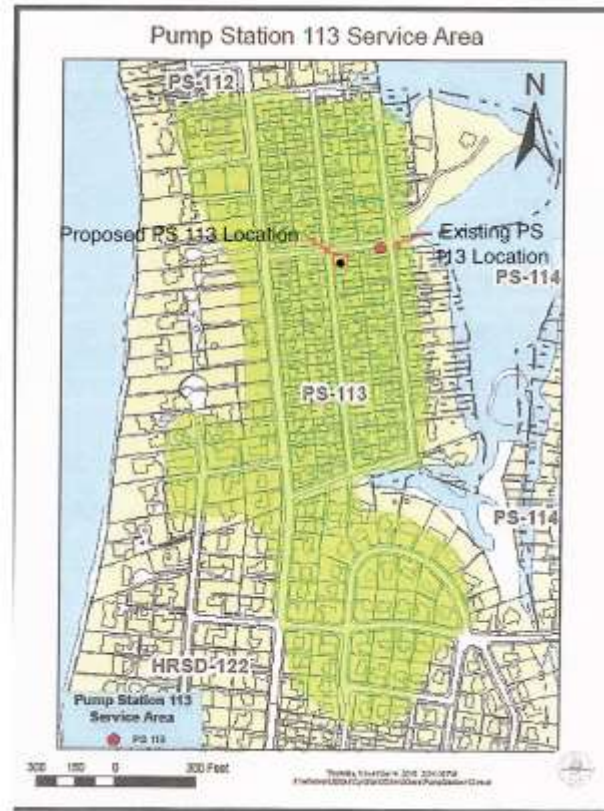 Pump Station 113 Service Area
PS-112
N
Proposed PS 113 Location
Existing PS
113 Location
PS-114
PS-113
PS-114
HRSD-122
Pump Station 113
Service Area
PS 113
300 150 0 300 Feet